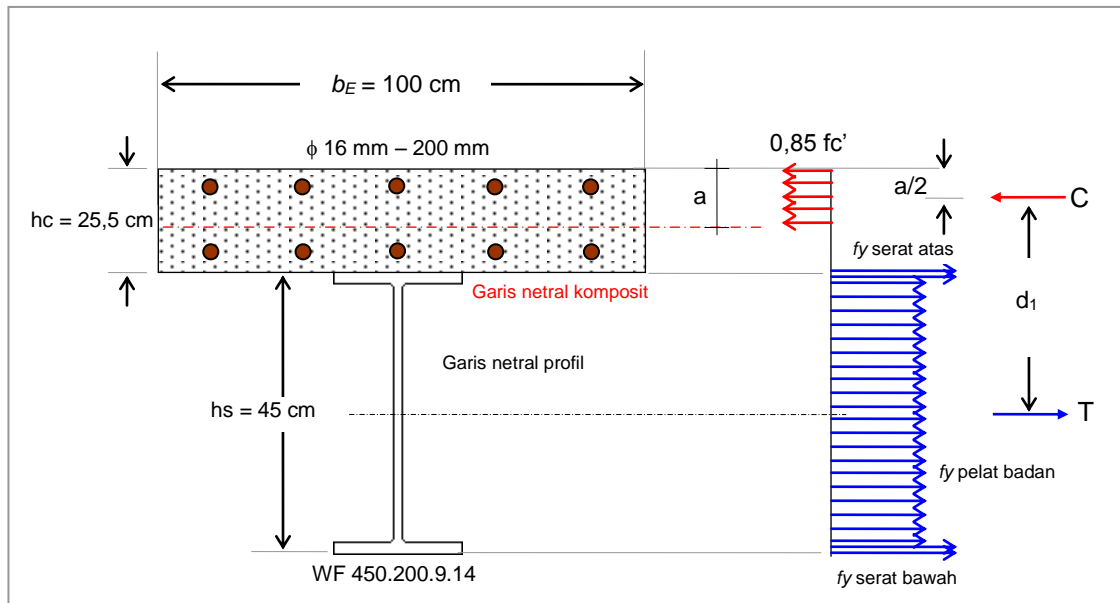 bE = 100 cm
ϕ 16 mm – 200 mm
0,85 fc'
a
a/2
C
hc = 25,5 cm
fy serat atas
Garis netral komposit
d1
Garis netral profil
hs = 45 cm
T
fy pelat badan
WF 450.200.9.14
fy serat bawah